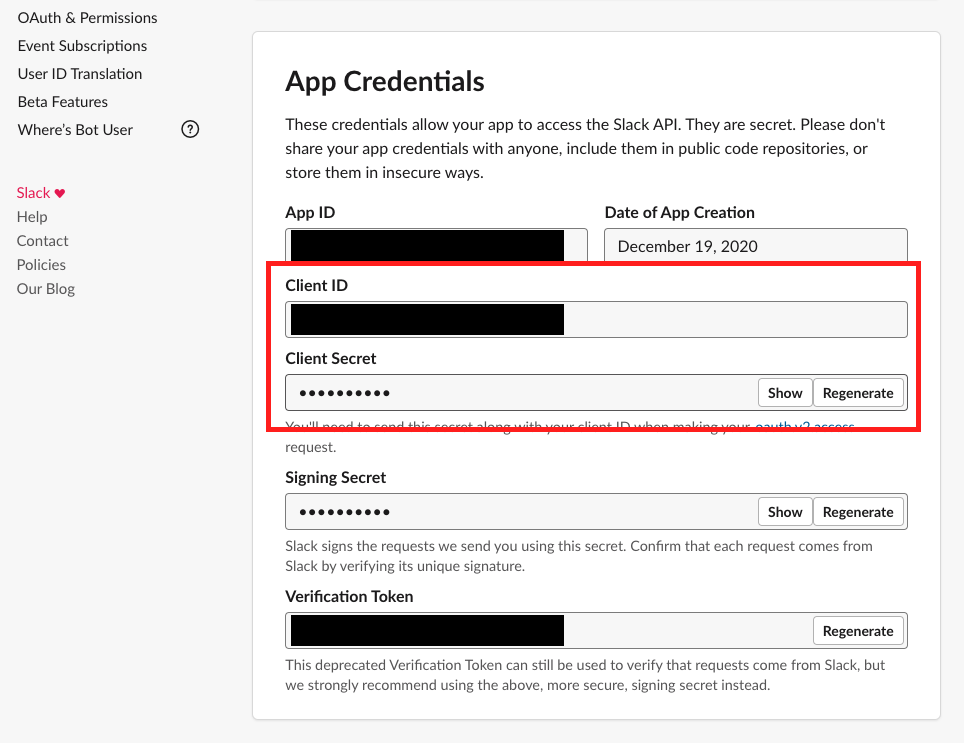 OAuth & Permissions
Event Subscriptions
User ID Translation
Beta Features
Where's Bot User ?
Slack ♥
Help
Contact
Policies
Our Blog
App Credentials
These credentials allow your app to access the Slack API. They are secret. Please don't
share your app credentials with anyone, include them in public code repositories, or
store them in insecure ways.
App ID
Date of App Creation
December 19, 2020
Client ID
Client Secret
•••••••••• Show Regenerate
You'll need to send this secret along with your client ID when making your oauth.v2.access
request.
Signing Secret
•••••••••• Show Regenerate
Slack signs the requests we send you using this secret. Confirm that each request comes from
Slack by verifying its unique signature.
Verification Token
Regenerate
This deprecated Verification Token can still be used to verify that requests come from Slack, but
we strongly recommend using the above, more secure, signing secret instead.